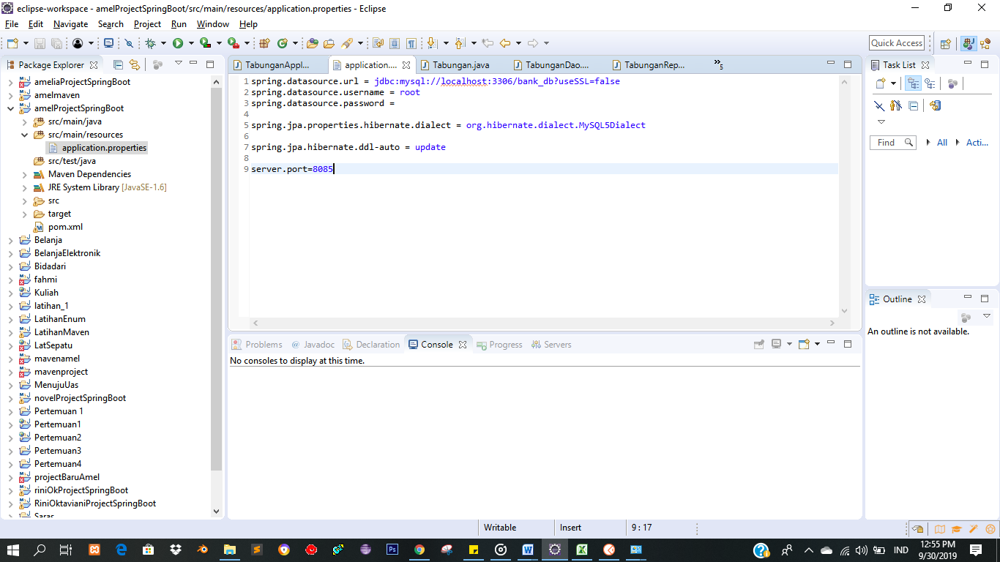 eclipse-workspace - amelProjectSpringBoot/src/main/resources/application.properties - Eclipse
File Edit Navigate Search Project Run Window Help
Quick Access
Package Explorer
ameliaProjectSpringBoot
amelmaven
amelProjectSpringBoot
src/main/java
src/main/resources
application.properties
src/test/java
Maven Dependencies
JRE System Library [JavaSE-1.6]
src
target
pom.xml
Belanja
BelanjaElektronik
Bidadari
fahmi
Kuliah
latihan_1
LatihanEnum
LatihanMaven
LatSepatu
mavenamel
mavenproject
MenujuUas
novelProjectSpringBoot
Pertemuan 1
Pertemuan1
Pertemuan2
Pertemuan3
Pertemuan4
projectBaruAmel
riniOkProjectSpringBoot
RiniOktavianiProjectSpringBoot
Saras
TabunganAppl... application.... Tabungan.java TabunganDao.... TabunganRep... »5
1 spring.datasource.url = jdbc:mysql://localhost:3306/bank_db?useSSL=false
2 spring.datasource.username = root
3 spring.datasource.password =
4
5 spring.jpa.properties.hibernate.dialect = org.hibernate.dialect.MySQL5Dialect
6
7 spring.jpa.hibernate.ddl-auto = update
8
9 server.port=8085
Problems @ Javadoc Declaration Console Progress Servers
No consoles to display at this time.
Task List
Find All Acti...
Outline
An outline is not available.
Writable Insert 9 : 17
IND
12:55 PM
9/30/2019